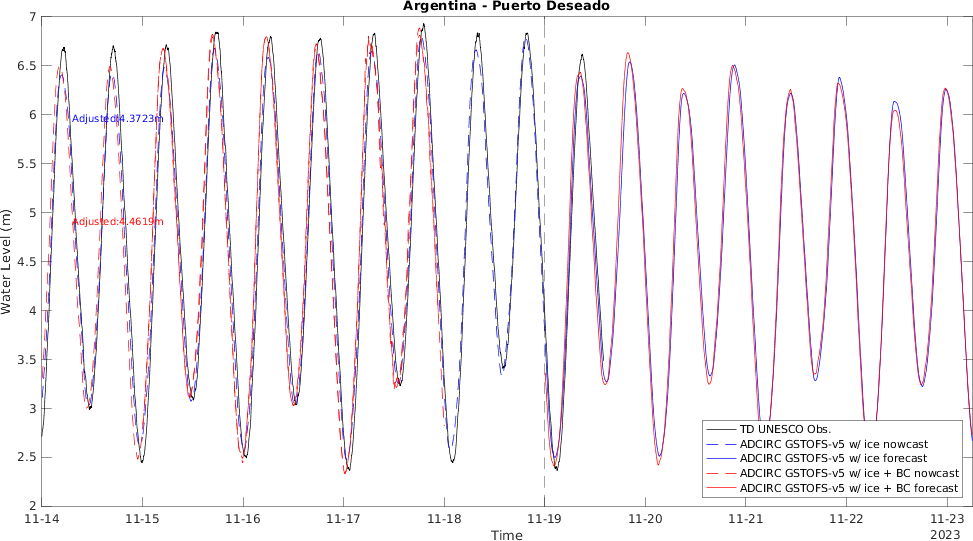 Argentina - Puerto Deseado
7
6.5
6
5.5
5
4.5
4
3.5
3
2.5
2
Water Level (m)
Adjusted:4.3723m
Adjusted:4.4619m
TD UNESCO Obs.
ADCIRC GSTOFS-v5 w/ ice nowcast
ADCIRC GSTOFS-v5 w/ ice forecast
ADCIRC GSTOFS-v5 w/ ice + BC nowcast
ADCIRC GSTOFS-v5 w/ ice + BC forecast
11-14 11-15 11-16 11-17 11-18 11-19 11-20 11-21 11-22 11-23
Time
2023